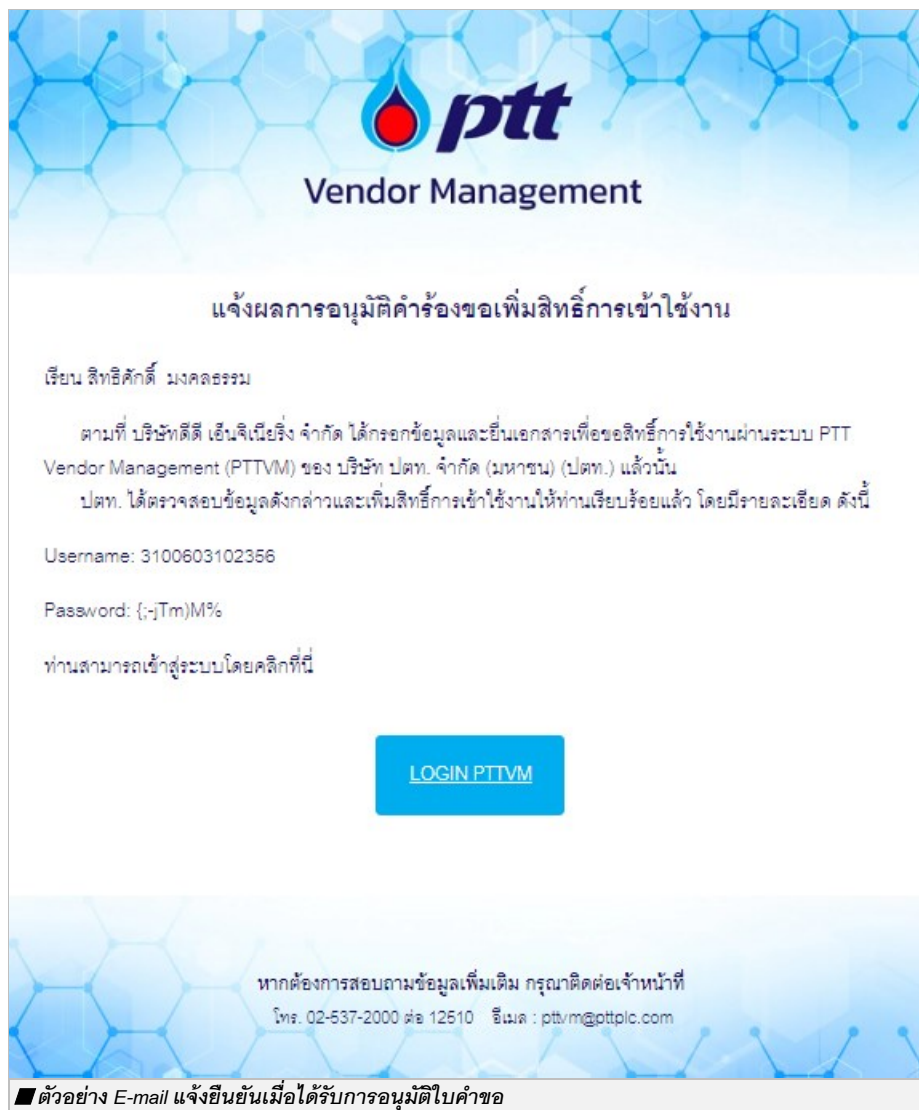 ptt
Vendor Management
แจ้งผลการอนุมัติคำร้องขอเพิ่มสิทธิ์การเข้าใช้งาน
เรียน สิทธิศักดิ์ มงคลธรรม
ตามที่ บริษัทดีดี เอ็นจิเนียริ่ง จำกัด ได้กรอกข้อมูลและยื่นเอกสารเพื่อขอสิทธิ์การใช้งานผ่านระบบ PTT
Vendor Management (PTTVM) ของ บริษัท ปตท. จำกัด (มหาชน) (ปตท.) แล้วนั้น
ปตท. ได้ตรวจสอบข้อมูลดังกล่าวและเพิ่มสิทธิ์การเข้าใช้งานให้ท่านเรียบร้อยแล้ว โดยมีรายละเอียด ดังนี้
Username: 3100603102356
Password: {;-jTm)M%
ท่านสามารถเข้าสู่ระบบโดยคลิกที่นี่
LOGIN PTTVM
หากต้องการสอบถามข้อมูลเพิ่มเติม กรุณาติดต่อเจ้าหน้าที่
โทร. 02-537-2000 ต่อ 12510 อีเมล : pttvm@pttplc.com
ตัวอย่าง E-mail แจ้งยืนยันเมื่อได้รับการอนุมัติใบคำขอ